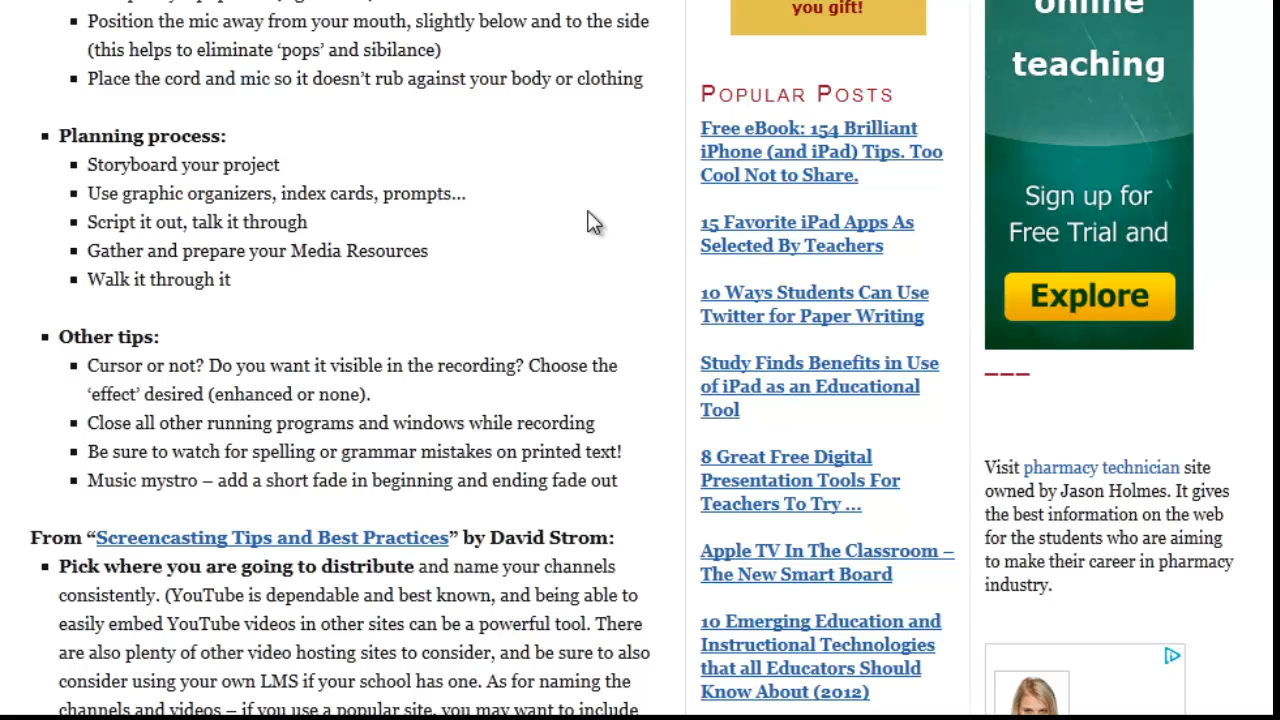 Position the mic away from your mouth, slightly below and to the side
(this helps to eliminate ‘pops’ and sibilance)
Place the cord and mic so it doesn’t rub against your body or clothing
Planning process:
Storyboard your project
Use graphic organizers, index cards, prompts...
Script it out, talk it through
Gather and prepare your Media Resources
Walk it through it
Other tips:
Cursor or not? Do you want it visible in the recording? Choose the
‘effect’ desired (enhanced or none).
Close all other running programs and windows while recording
Be sure to watch for spelling or grammar mistakes on printed text!
Music mystro – add a short fade in beginning and ending fade out
From “Screencasting Tips and Best Practices” by David Strom:
Pick where you are going to distribute and name your channels
consistently. (YouTube is dependable and best known, and being able to
easily embed YouTube videos in other sites can be a powerful tool. There
are also plenty of other video hosting sites to consider, and be sure to also
consider using your own LMS if your school has one. As for naming the
channels and videos – if you use a popular site, you may want to include
you gift!
Popular Posts
Free eBook: 154 Brilliant
iPhone (and iPad) Tips. Too
Cool Not to Share.
15 Favorite iPad Apps As
Selected By Teachers
10 Ways Students Can Use
Twitter for Paper Writing
Study Finds Benefits in Use
of iPad as an Educational
Tool
8 Great Free Digital
Presentation Tools For
Teachers To Try ...
Apple TV In The Classroom –
The New Smart Board
10 Emerging Education and
Instructional Technologies
that all Educators Should
Know About (2012)
online
teaching
Sign up for
Free Trial and
Explore
Visit pharmacy technician site
owned by Jason Holmes. It gives
the best information on the web
for the students who are aiming
to make their career in pharmacy
industry.